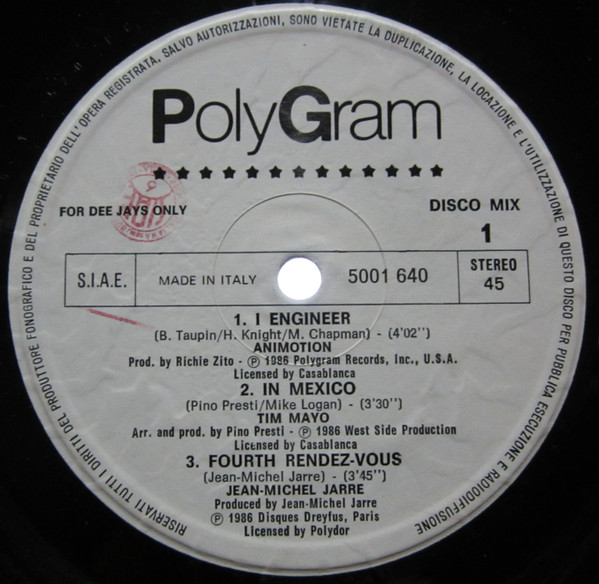 RISERVATI TUTTI I DIRITTI DEL PRODUTTORE FONOGRAFICO E DEL PROPRIETARIO DELL'OPERA REGISTRATA. SALVO AUTORIZZAZIONI, SONO VIETATE LA DUPLICAZIONE, LA LOCAZIONE E L'UTILIZZAZIONE DI QUESTO DISCO PER PUBBLICA ESECUZIONE E RADIODIFFUSIONE
PolyGram
FOR DEE JAYS ONLY
DISCO MIX
1
S.I.A.E.
MADE IN ITALY
5001 640
STEREO
45
1. I ENGINEER
(B. Taupin/H. Knight/M. Chapman) - (4'02")
ANIMOTION
Prod. by Richie Zito - ℗ 1986 Polygram Records, Inc., U.S.A.
Licensed by Casablanca
2. IN MEXICO
(Pino Presti/Mike Logan) - (3'30")
TIM MAYO
Arr. and prod. by Pino Presti - ℗ 1986 West Side Production
Licensed by Casablanca
3. FOURTH RENDEZ-VOUS
(Jean-Michel Jarre) - (3'45")
JEAN-MICHEL JARRE
Produced by Jean-Michel Jarre
℗ 1986 Disques Dreyfus, Paris
Licensed by Polydor